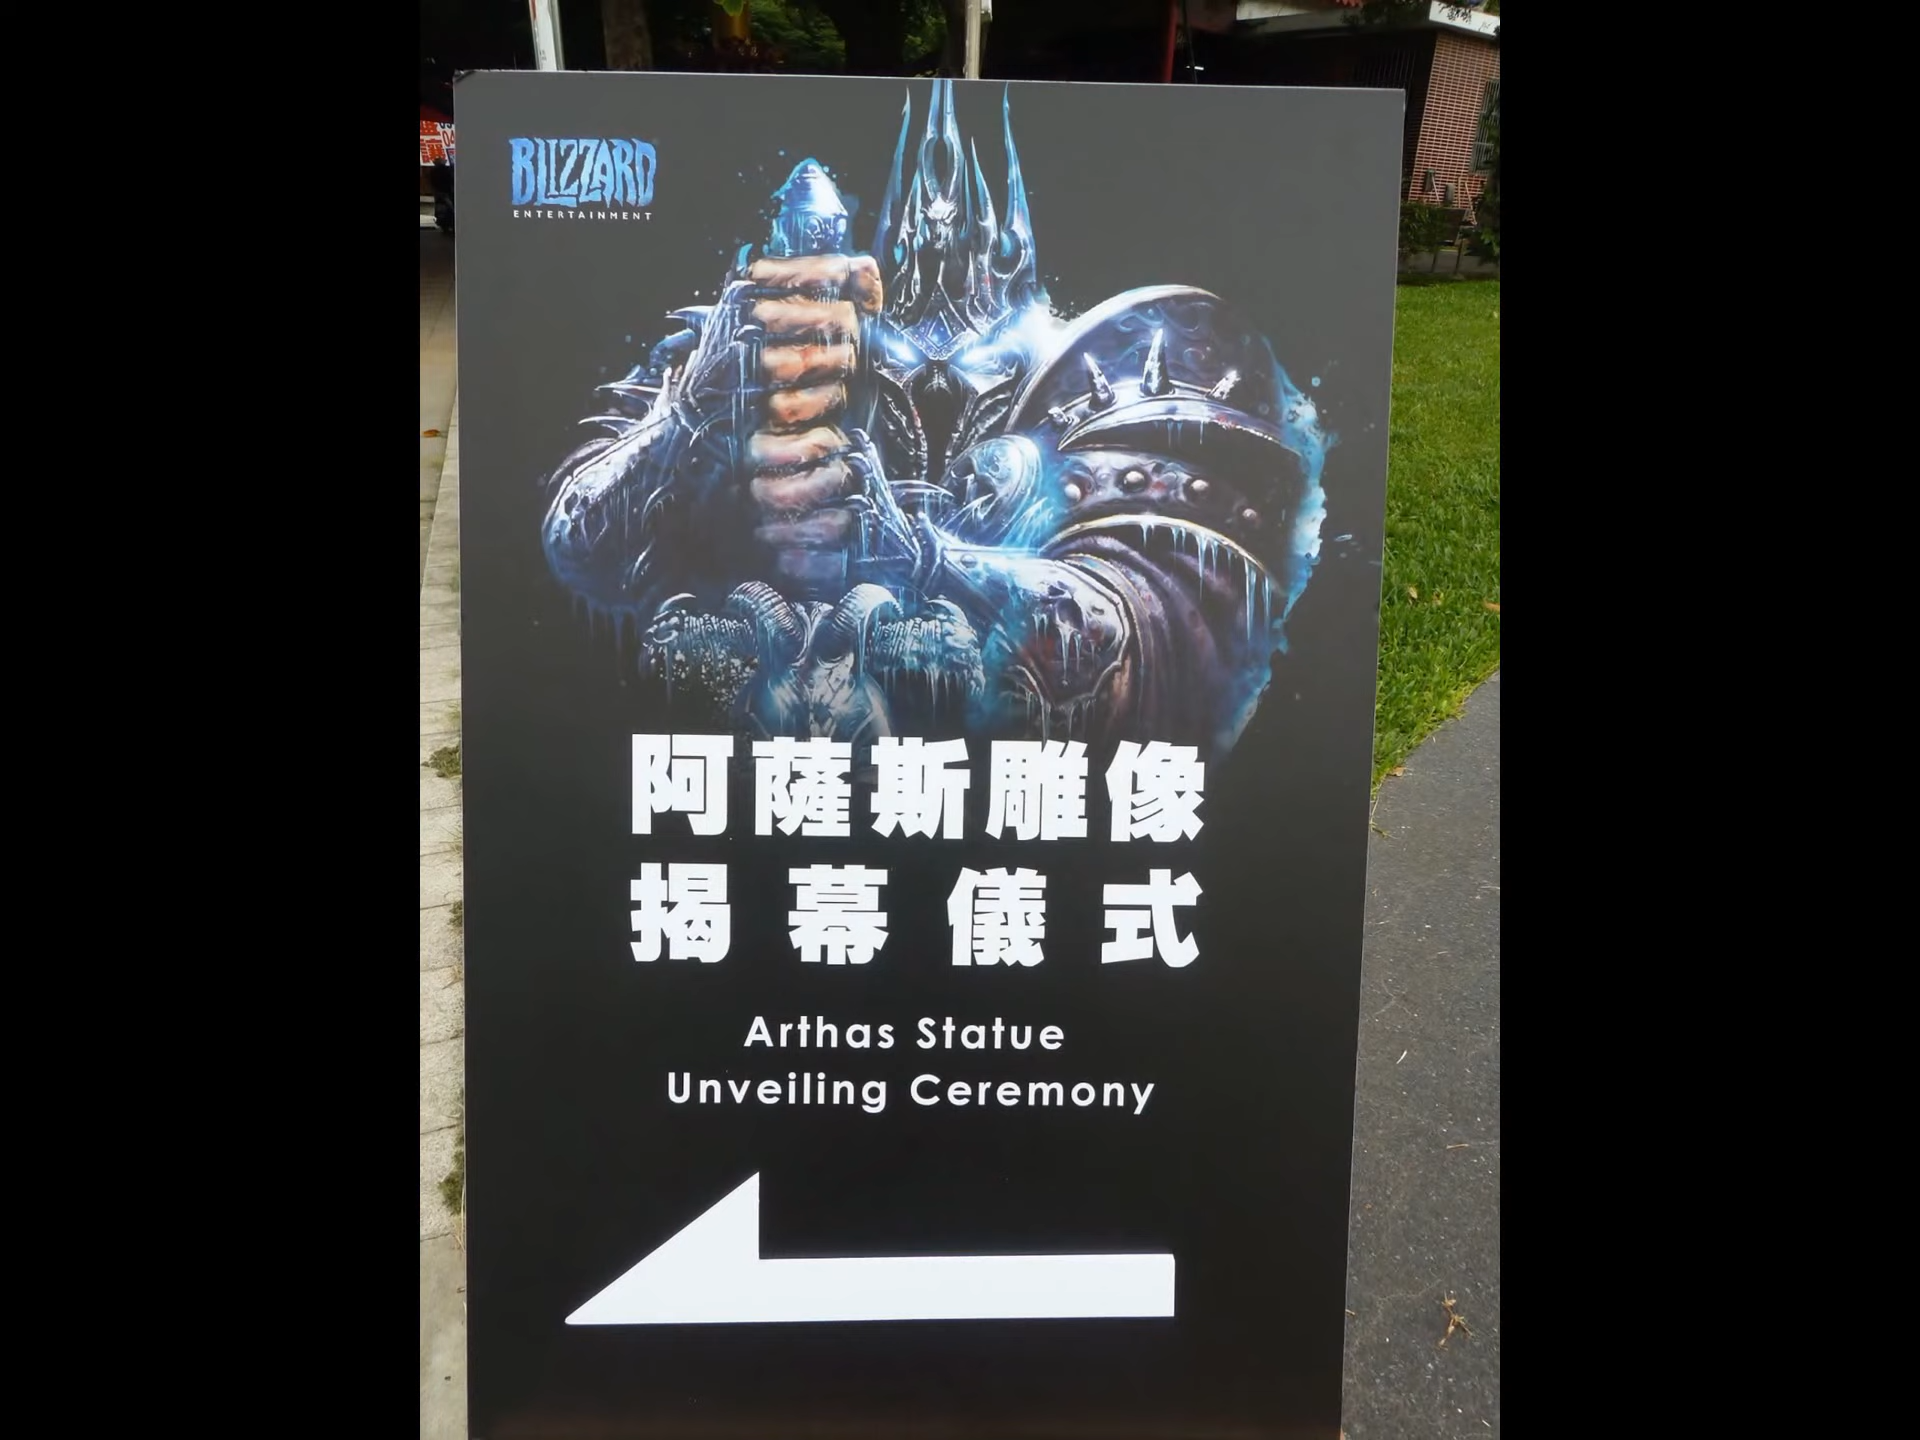 BLIZZARD
ENTERTAINMENT
阿薩斯雕像
揭幕儀式
Arthas Statue
Unveiling Ceremony